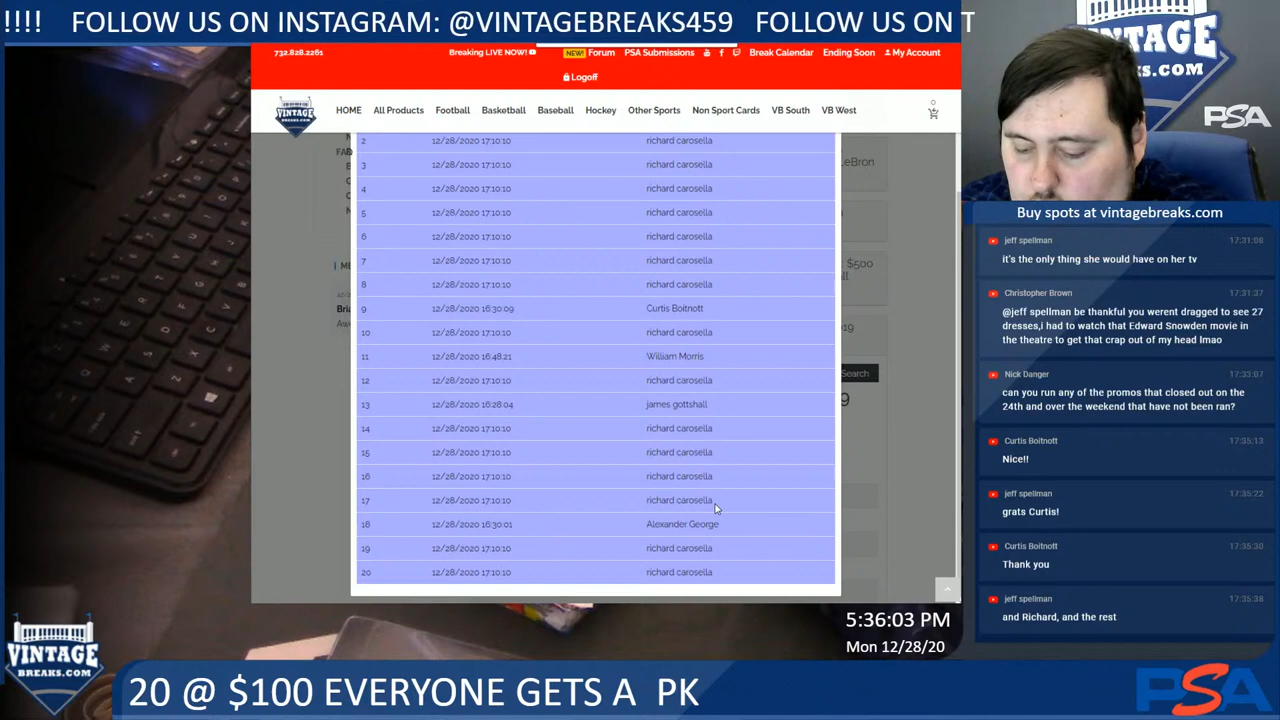 !!!! FOLLOW US ON INSTAGRAM: @VINTAGEBREAKS459 FOLLOW US ON T
732.828.2261 Breaking LIVE NOW! NEW! Forum PSA Submissions Break Calendar Ending Soon My Account
Logoff
HOME All Products Football Basketball Baseball Hockey Other Sports Non Sport Cards VB South VB West 0
VINTAGE
BREAKS.COM
2 12/28/2020 17:10:10 richard carosella
3 12/28/2020 17:10:10 richard carosella
4 12/28/2020 17:10:10 richard carosella
5 12/28/2020 17:10:10 richard carosella
6 12/28/2020 17:10:10 richard carosella
7 12/28/2020 17:10:10 richard carosella
8 12/28/2020 17:10:10 richard carosella
9 12/28/2020 16:30:09 Curtis Boitnott
10 12/28/2020 17:10:10 richard carosella
11 12/28/2020 16:48:21 William Morris
12 12/28/2020 17:10:10 richard carosella
13 12/28/2020 16:28:04 james gottshall
14 12/28/2020 17:10:10 richard carosella
15 12/28/2020 17:10:10 richard carosella
16 12/28/2020 17:10:10 richard carosella
17 12/28/2020 17:10:10 richard carosella
18 12/28/2020 16:30:01 Alexander George
19 12/28/2020 17:10:10 richard carosella
20 12/28/2020 17:10:10 richard carosella
LeBron
$500
Search
VINTAGE
PSA
Buy spots at vintagebreaks.com
jeff spellman 17:31:08
it's the only thing she would have on her tv
Christopher Brown 17:31:37
@jeff spellman be thankful you werent dragged to see 27
dresses,i had to watch that Edward Snowden movie in
the theatre to get that crap out of my head lmao
Nick Danger 17:33:07
can you run any of the promos that closed out on the
24th and over the weekend that have not been ran?
Curtis Boitnott 17:35:13
Nice!!
jeff spellman 17:35:22
grats Curtis!
Curtis Boitnott 17:35:30
Thank you
jeff spellman 17:35:38
and Richard, and the rest
5:36:03 PM
Mon 12/28/20
VINTAGE
BREAKS.COM
20 @ $100 EVERYONE GETS A PK
PSA